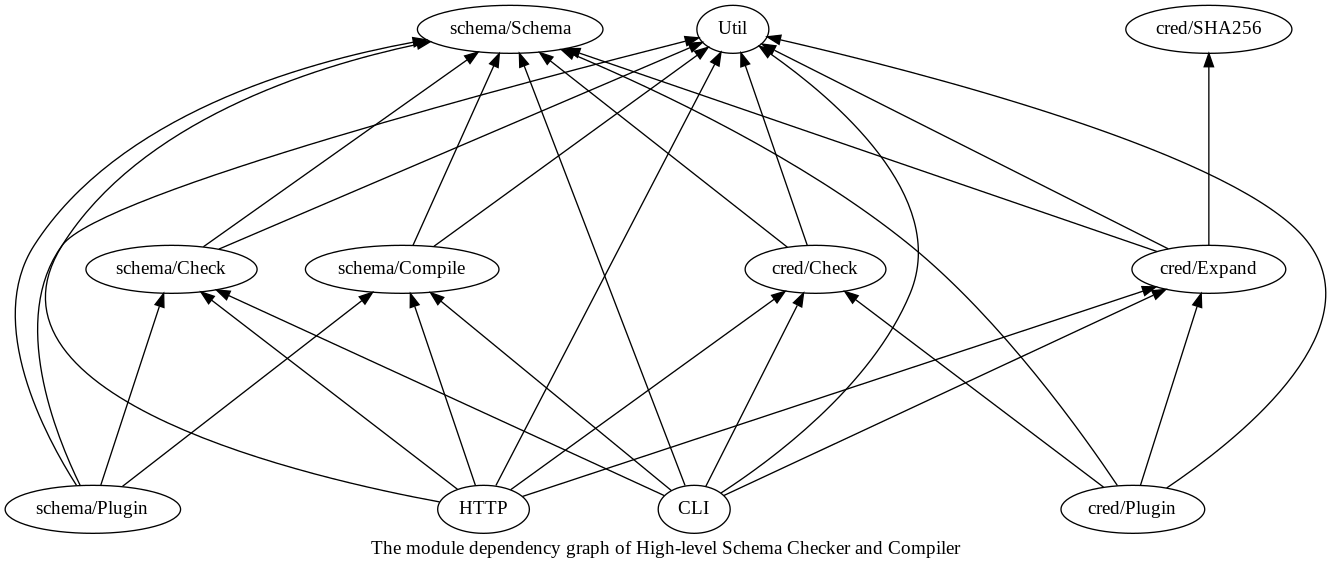 schema/Schema
Util
cred/SHA256
schema/Check
schema/Compile
cred/Check
cred/Expand
schema/Plugin
HTTP
CLI
cred/Plugin
The module dependency graph of High-level Schema Checker and Compiler